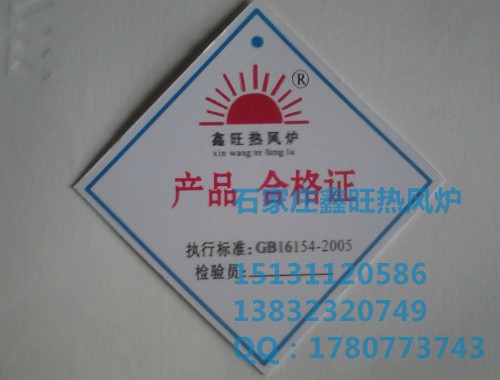 ®
鑫旺热风炉
xin wang re feng lu
产品 合格证
石家庄鑫旺热风炉
执行标准:GB16154-2005
检验员:
15131120586
13832320749
QQ:1780773743